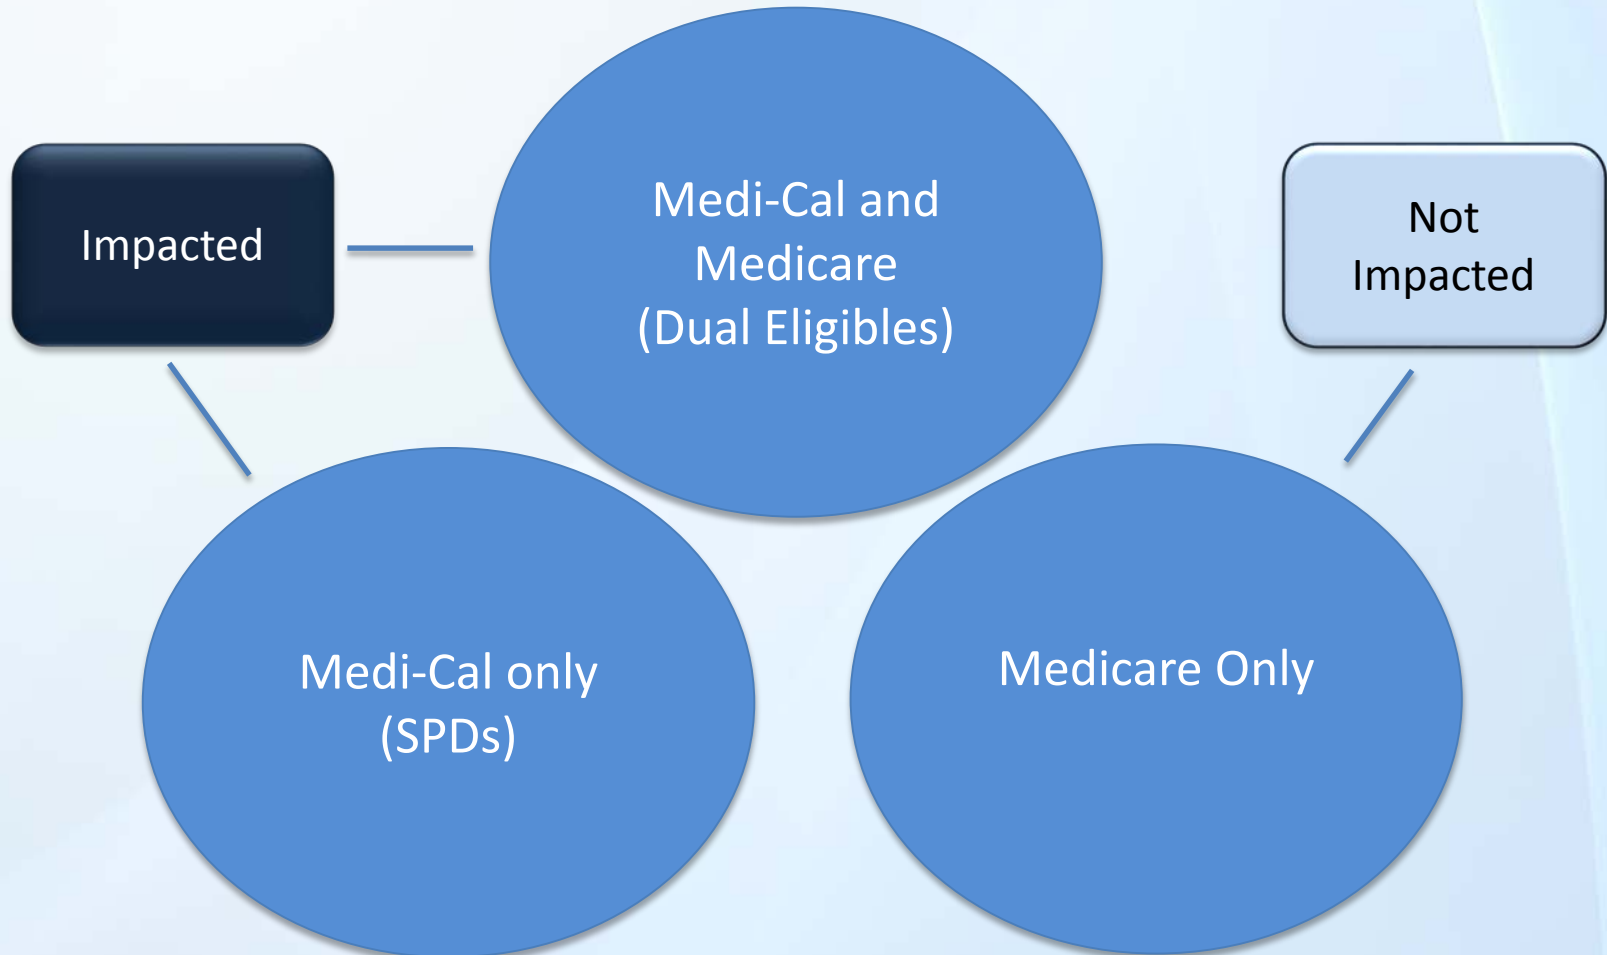 Impacted
Medi-Cal and
Medicare
(Dual Eligibles)
Not
Impacted
Medi-Cal only
(SPDs)
Medicare Only